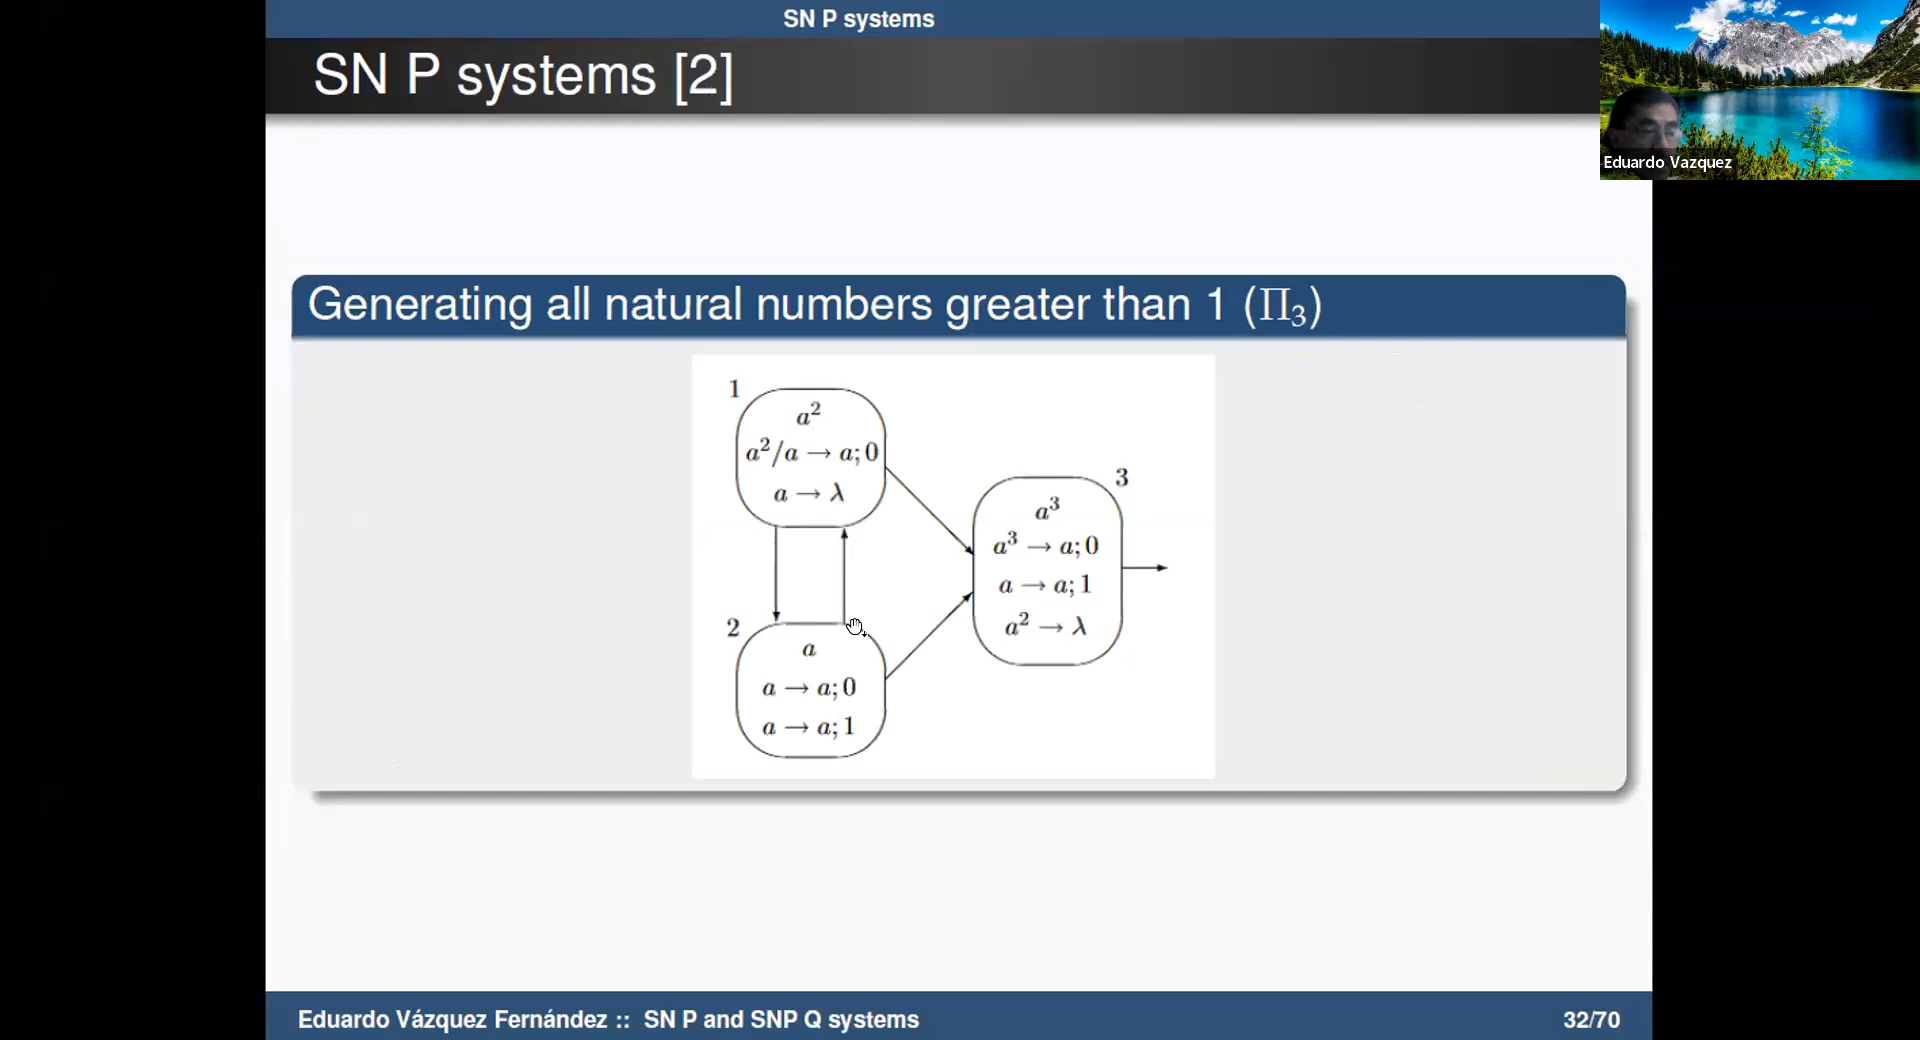 SN P systems
SN P systems [2]
Eduardo Vazquez
Generating all natural numbers greater than 1 (Π₃)
1
a²
a²/a → a; 0
a → λ
3
a³
a³ → a; 0
a → a; 1
a² → λ
2
a
a → a; 0
a → a; 1
Eduardo Vázquez Fernández :: SN P and SNP Q systems
32/70